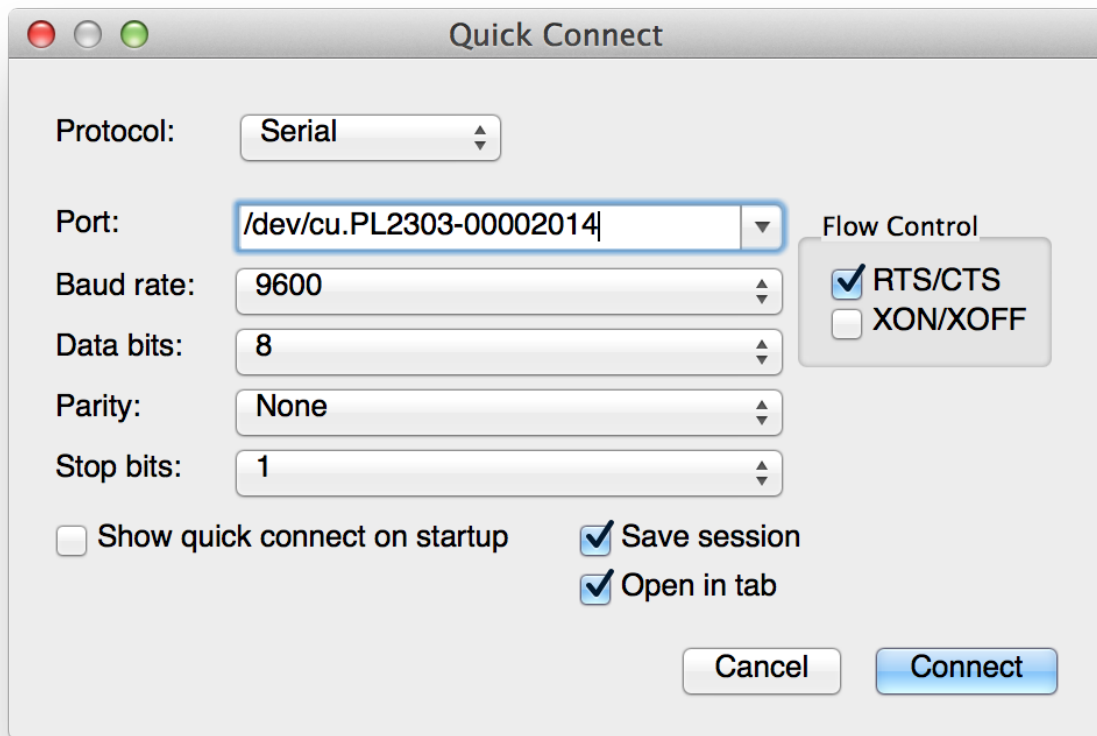 Quick Connect
Protocol: Serial
Port: /dev/cu.PL2303-00002014
Flow Control
Baud rate: 9600
RTS/CTS
XON/XOFF
Data bits: 8
Parity: None
Stop bits: 1
Show quick connect on startup
Save session
Open in tab
Cancel Connect